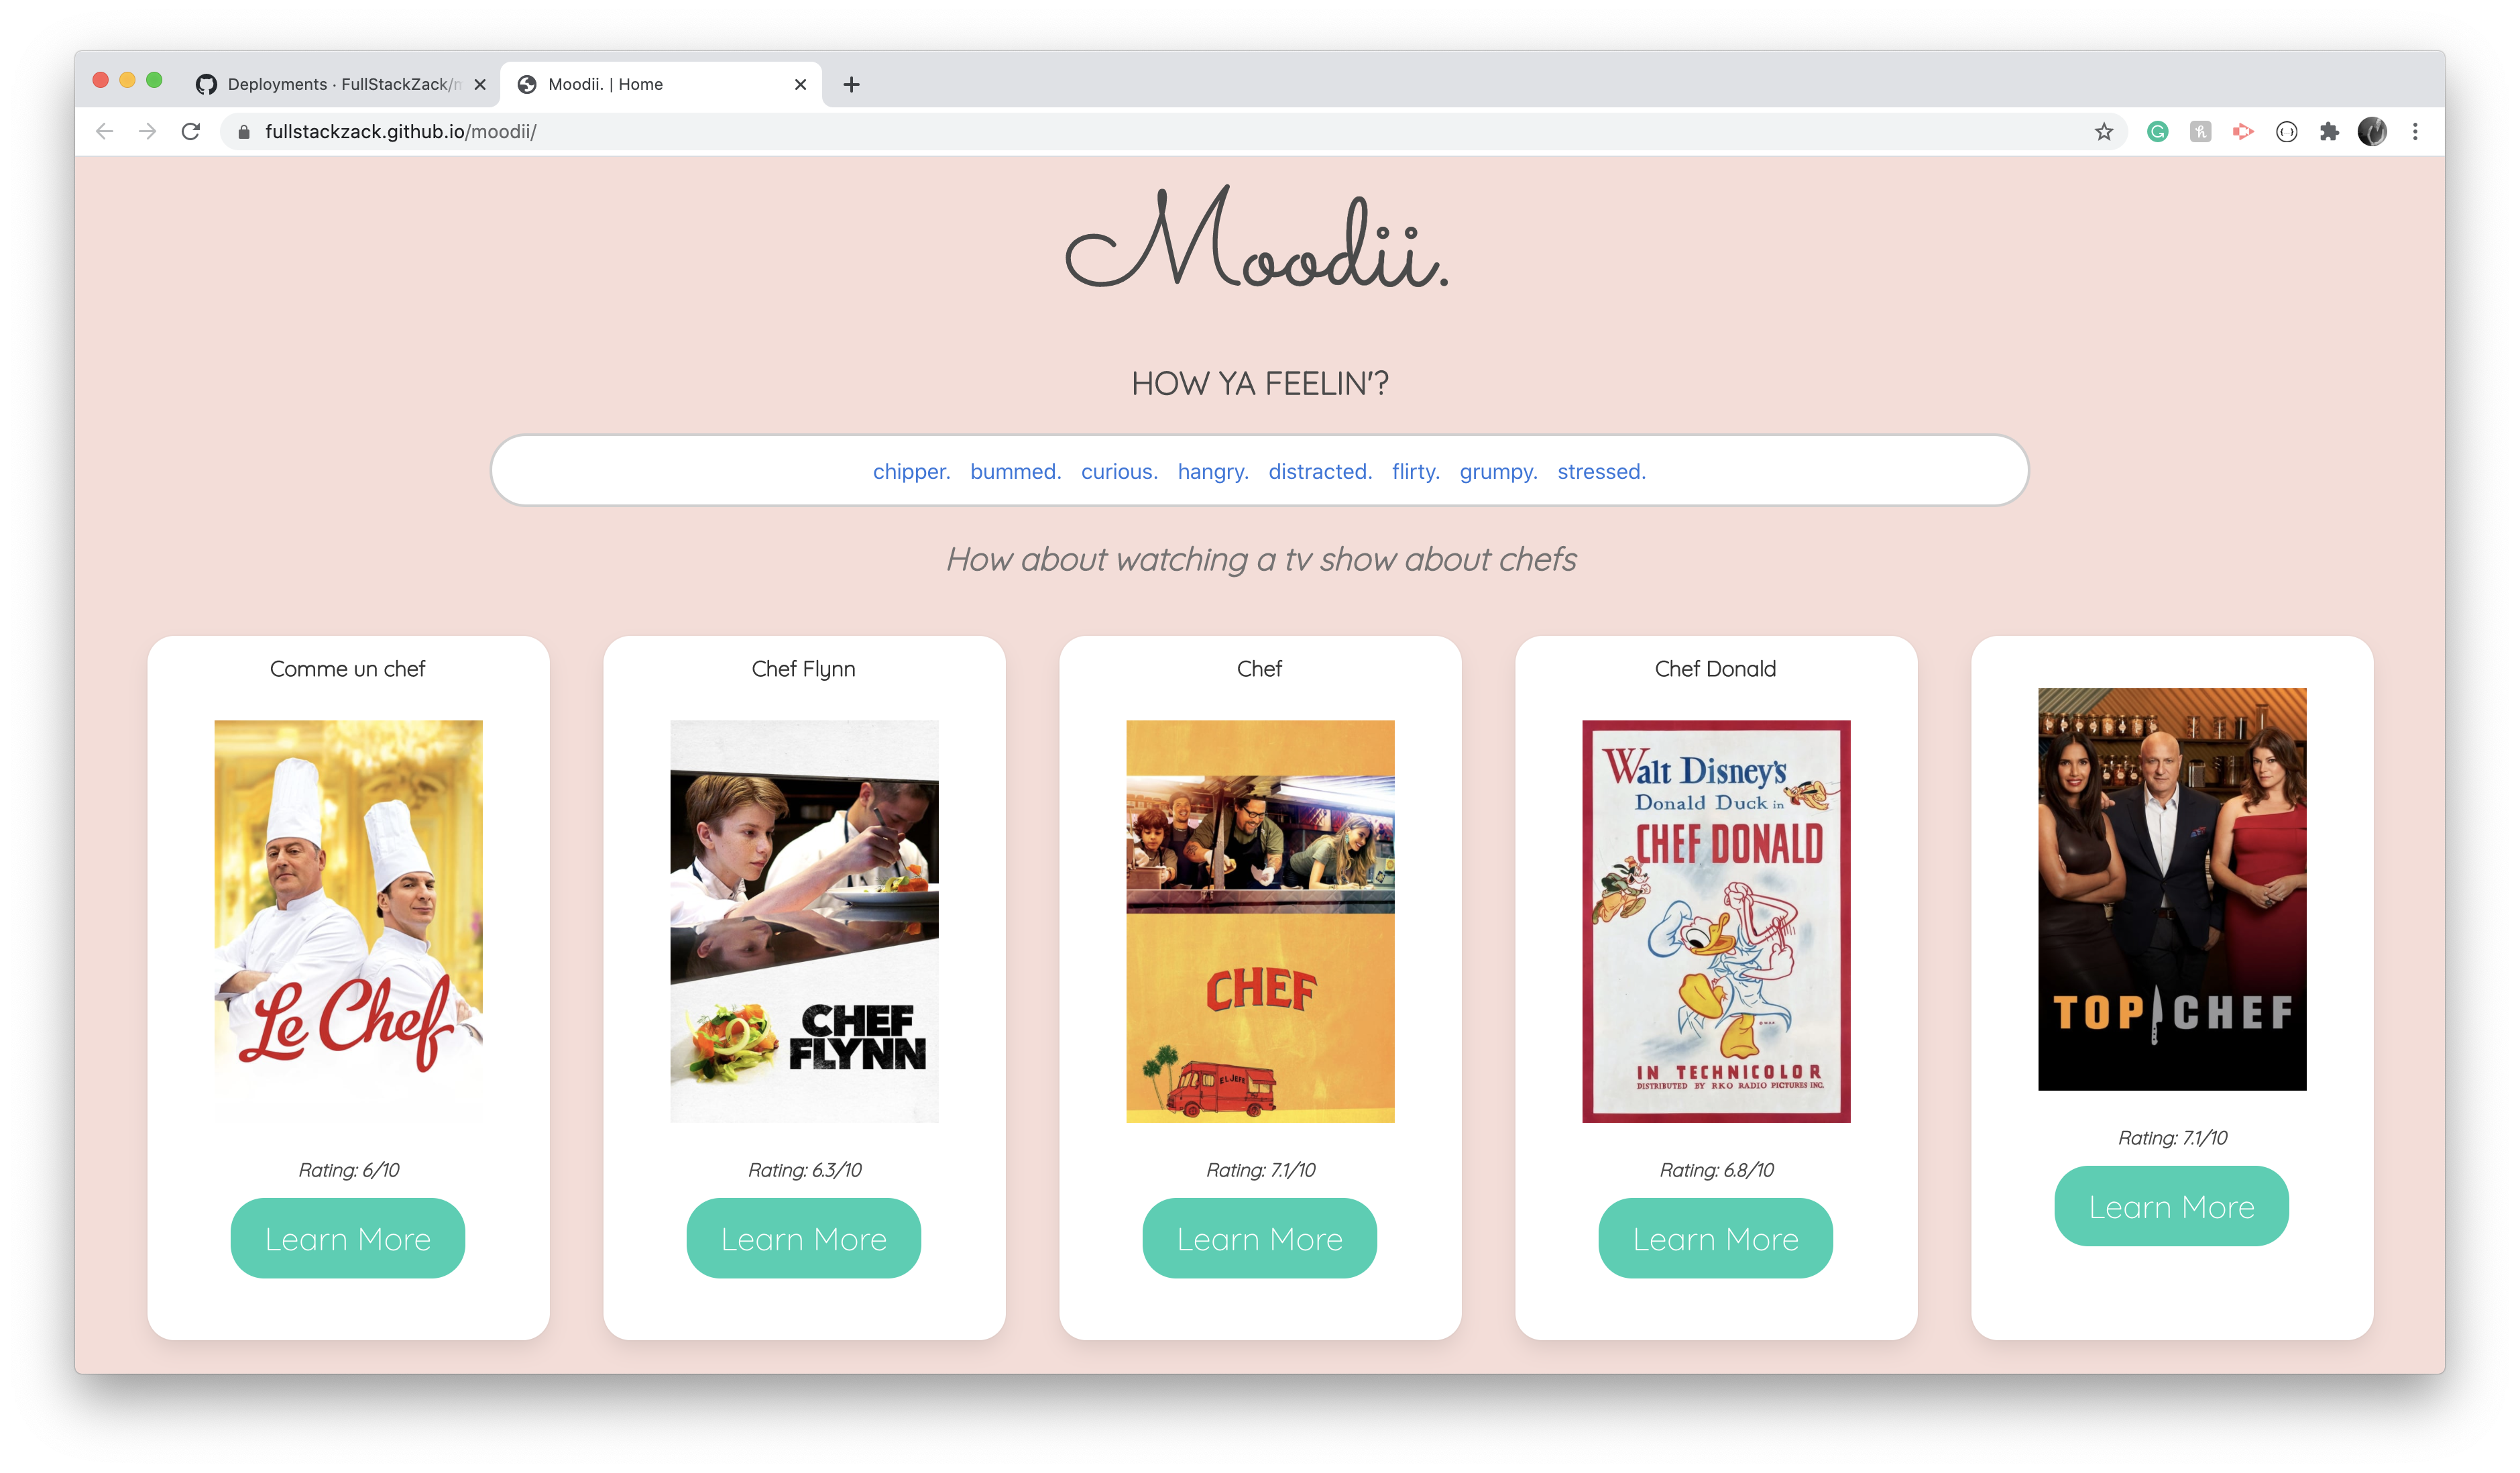 Deployments · FullStackZack/
Moodii. | Home
fullstackzack.github.io/moodii/
Moodii.
HOW YA FEELIN'?
chipper. bummed. curious. hangry. distracted. flirty. grumpy. stressed.
How about watching a tv show about chefs
Comme un chef
Le Chef
Rating: 6/10
Learn More
Chef Flynn
CHEF
FLYNN
Rating: 6.3/10
Learn More
Chef
CHEF
EL JEFE
Rating: 7.1/10
Learn More
Chef Donald
Walt Disney's
Donald Duck in
CHEF DONALD
IN TECHNICOLOR
DISTRIBUTED BY RKO RADIO PICTURES INC.
Rating: 6.8/10
Learn More
TOP CHEF
Rating: 7.1/10
Learn More